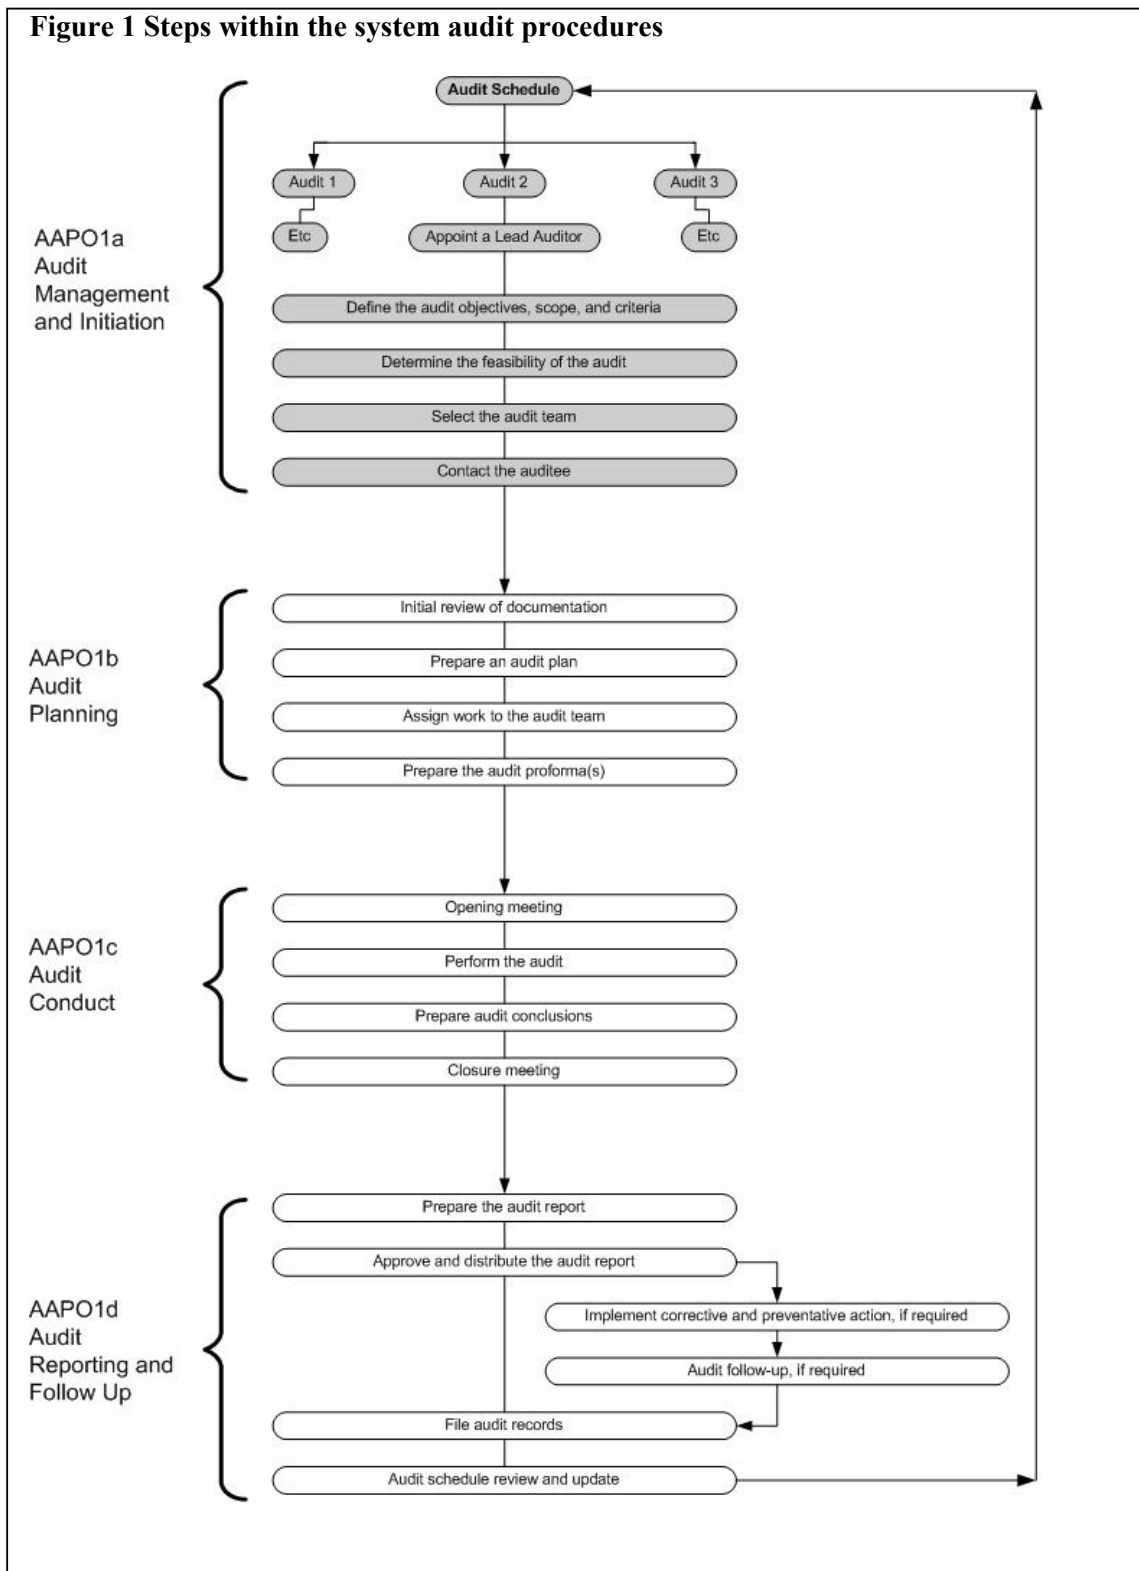 Figure 1 Steps within the system audit procedures
Audit Schedule
Audit 1
Audit 2
Audit 3
Etc
Appoint a Lead Auditor
Etc
AAPO1a
Audit
Management
and Initiation
Define the audit objectives, scope, and criteria
Determine the feasibility of the audit
Select the audit team
Contact the auditee
AAPO1b
Audit
Planning
Initial review of documentation
Prepare an audit plan
Assign work to the audit team
Prepare the audit proforma(s)
AAPO1c
Audit
Conduct
Opening meeting
Perform the audit
Prepare audit conclusions
Closure meeting
AAPO1d
Audit
Reporting and
Follow Up
Prepare the audit report
Approve and distribute the audit report
Implement corrective and preventative action, if required
Audit follow-up, if required
File audit records
Audit schedule review and update